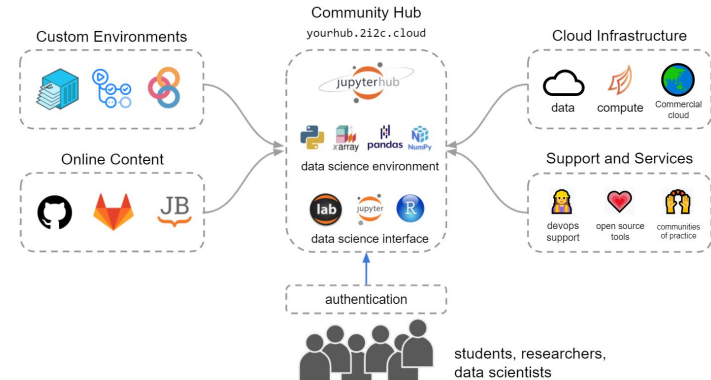 Community Hub
yourhub.2i2c.cloud
Custom Environments
Online Content
GitLab
JB
jupyterhub
xarray
pandas
NumPy
data science environment
lab
jupyter
R
data science interface
authentication
students, researchers,
data scientists
Cloud Infrastructure
data
compute
Commercial
cloud
Support and Services
devops
support
open source
tools
communities
of practice